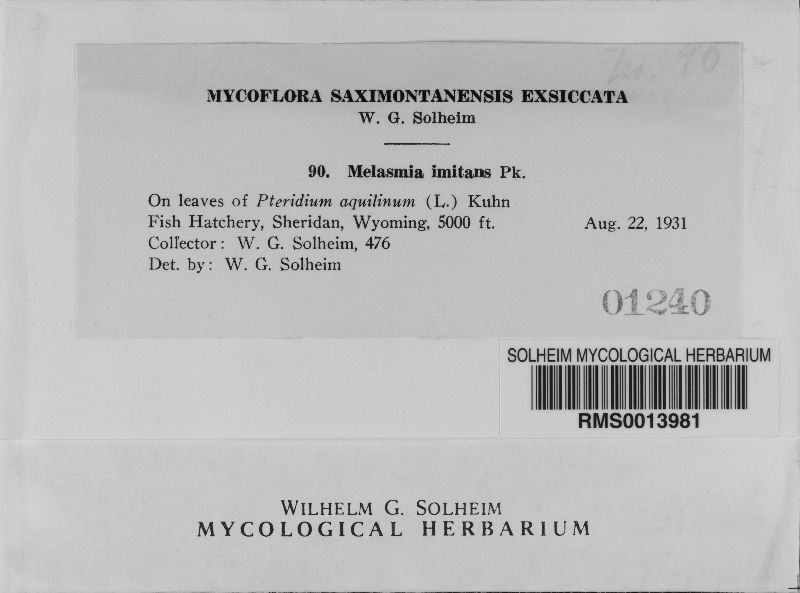 No. 90.
MYCOFLORA SAXIMONTANENSIS EXSICCATA
W. G. Solheim
90. Melasmia imitans Pk.
On leaves of Pteridium aquilinum (L.) Kuhn
Fish Hatchery, Sheridan, Wyoming, 5000 ft. Aug. 22, 1931
Collector: W. G. Solheim, 476
Det. by: W. G. Solheim
01240
SOLHEIM MYCOLOGICAL HERBARIUM
RMS0013981
WILHELM G. SOLHEIM
MYCOLOGICAL HERBARIUM